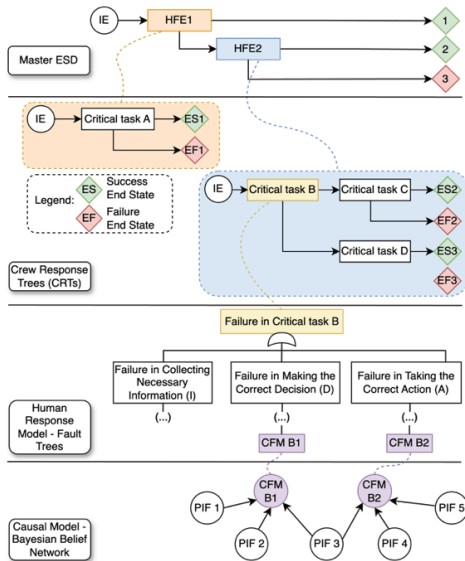 IE
HFE1
1
HFE2
2
3
Master ESD
IE
Critical task A
ES1
EF1
Legend:
ES
Success
End State
EF
Failure
End State
IE
Critical task B
Critical task C
ES2
EF2
Critical task D
ES3
EF3
Crew Response
Trees (CRTs)
Failure in Critical task B
Failure in Collecting
Necessary
Information (I)
Failure in Making the
Correct Decision (D)
Failure in Taking the
Correct Action (A)
(...)
(...)
(...)
CFM B1
CFM B2
Human
Response
Model - Fault
Trees
CFM
B1
CFM
B2
PIF 1
PIF 2
PIF 3
PIF 4
PIF 5
Causal Model -
Bayesian Belief
Network